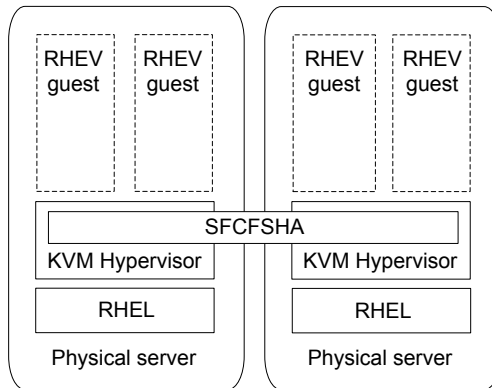 RHEV guest
RHEV guest
RHEV guest
RHEV guest
SFCFSHA
KVM Hypervisor
KVM Hypervisor
RHEL
RHEL
Physical server
Physical server